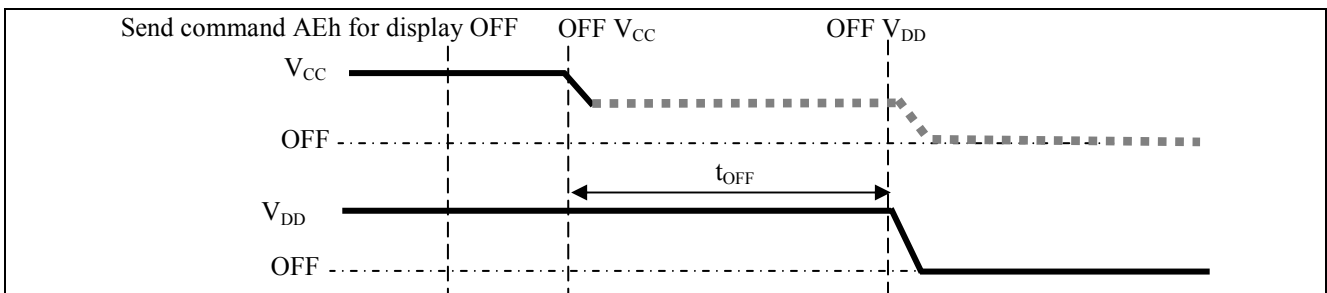 Send command AEh for display OFF OFF VCC OFF VDD
VCC
OFF
tOFF
VDD
OFF